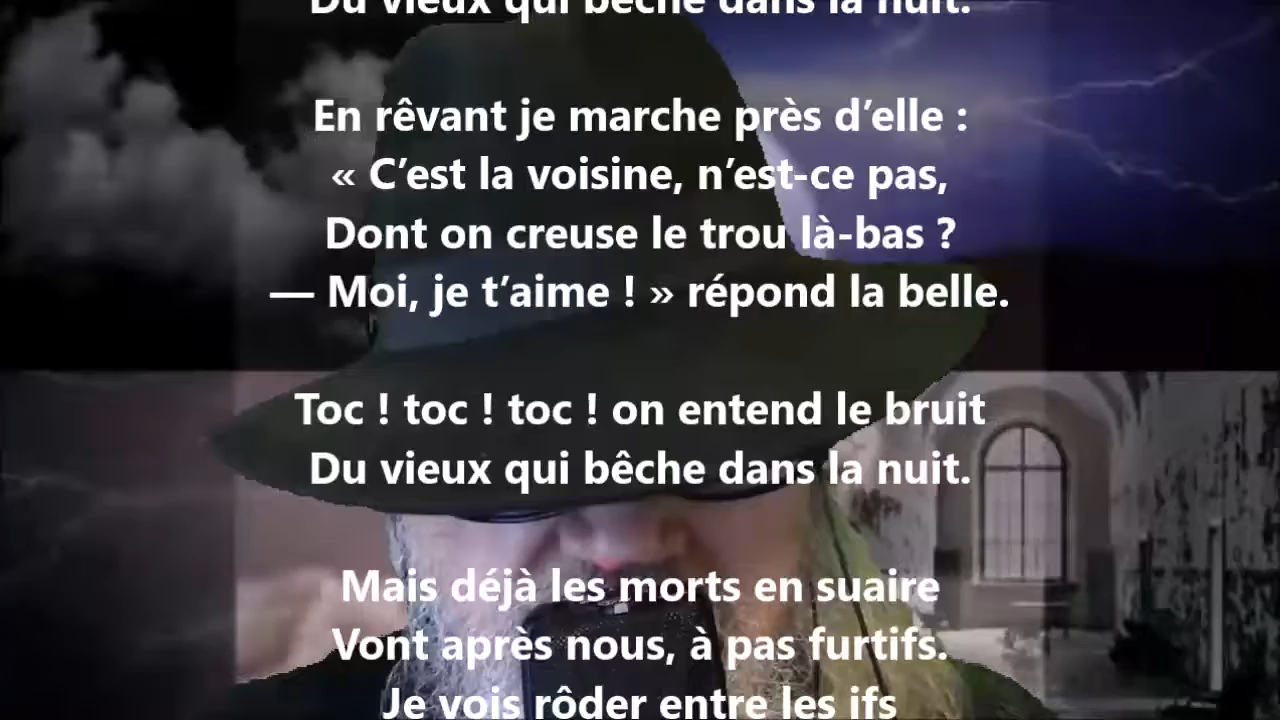 Du vieux qui bêche dans la nuit.
En rêvant je marche près d’elle :
« C’est la voisine, n’est-ce pas,
Dont on creuse le trou là-bas ?
— Moi, je t’aime ! » répond la belle.
Toc ! toc ! toc ! on entend le bruit
Du vieux qui bêche dans la nuit.
Mais déjà les morts en suaire
Vont après nous, à pas furtifs.
Je vois rôder entre les ifs